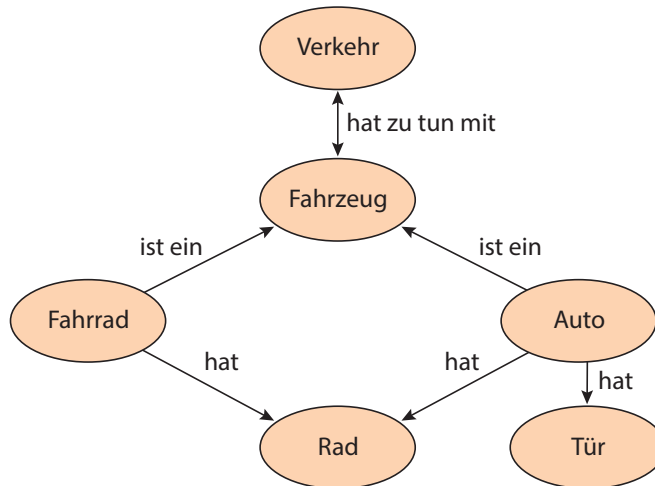 Verkehr
hat zu tun mit
Fahrzeug
ist ein
ist ein
Fahrrad
Auto
hat
hat
hat
Rad
Tür